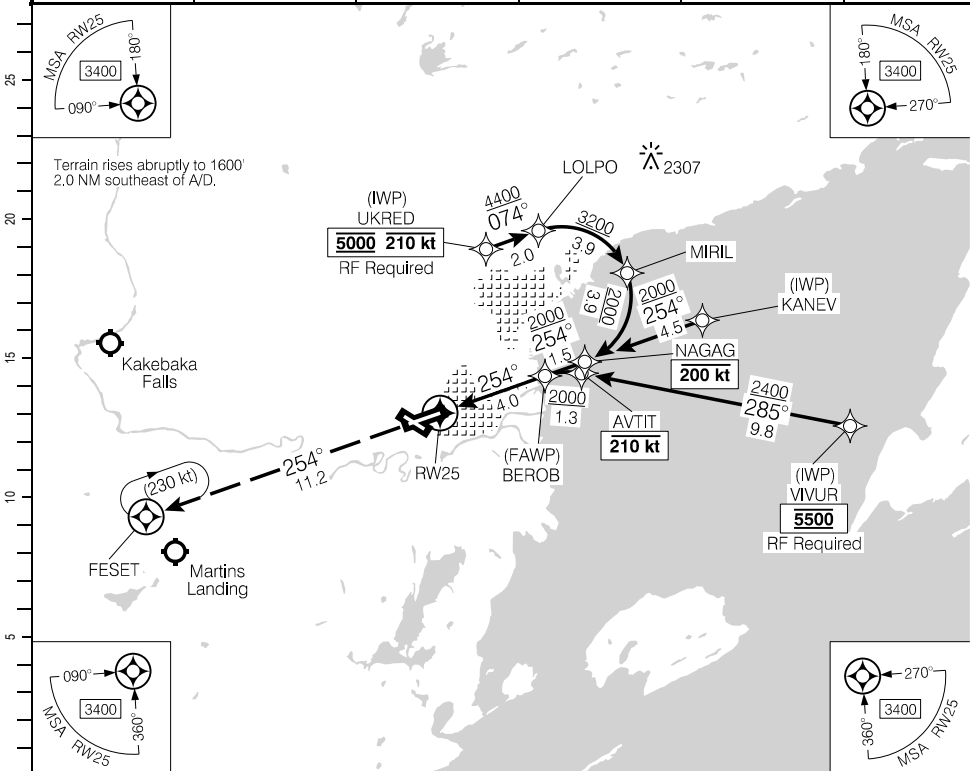 MSA RW25
180°
3400
090°
MSA RW25
180°
3400
270°
25
Terrain rises abruptly to 1600'
2.0 NM southeast of A/D.
2307
LOLPO
(IWP)
UKRED
5000 210 kt
RF Required
4400
074°
2.0
3200
3.9
20
MIRIL
2000
3.9
2000
254°
4.5
(IWP)
KANEV
2000
254°
1.5
NAGAG
200 kt
15
Kakebaka
Falls
254°
4.0
2000
1.3
2400
285°
9.8
AVTIT
210 kt
RW25
(FAWP)
BEROB
254°
11.2
(IWP)
VIVUR
5500
RF Required
(230 kt)
10
FESET
Martins
Landing
5
090°
3400
360°
MSA RW25
270°
3400
360°
MSA RW25